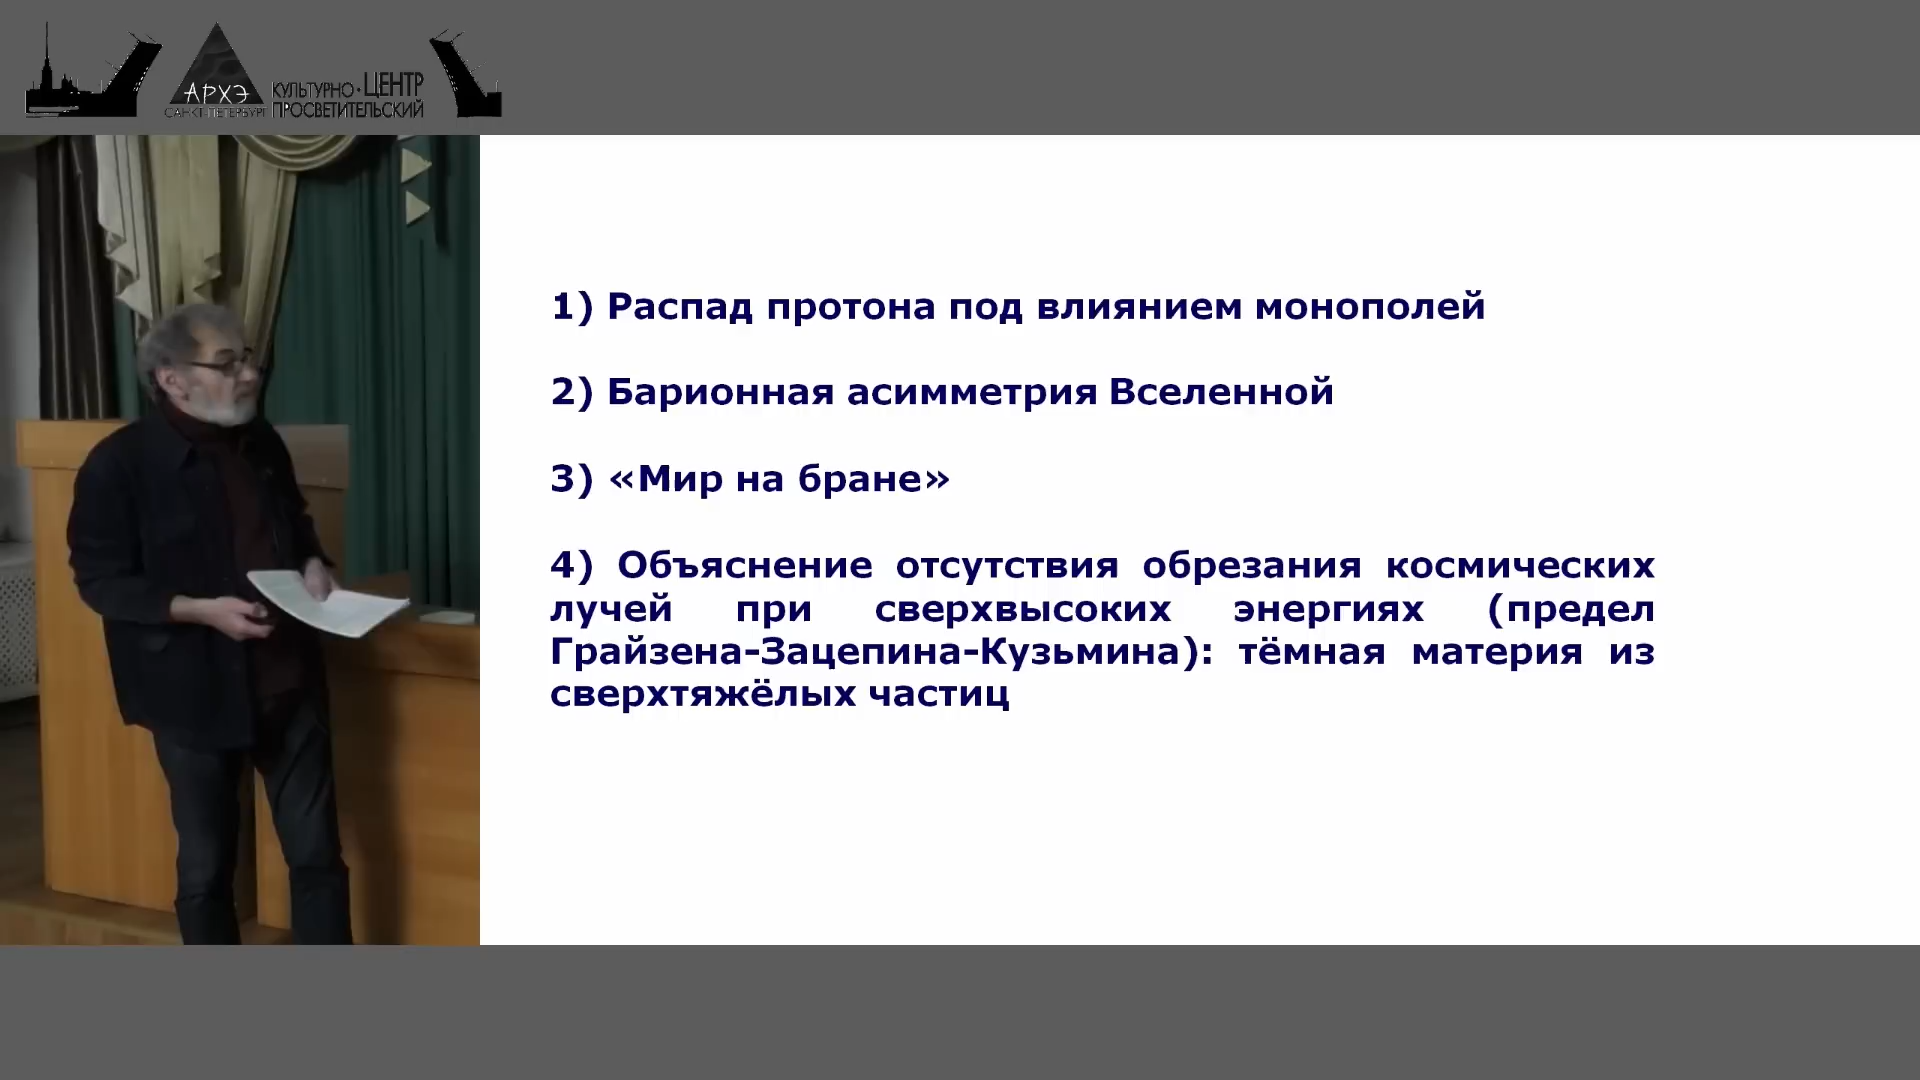 АРХЭ
САНКТ-ПЕТЕРБУРГ
КУЛЬТУРНО-ЦЕНТР
ПРОСВЕТИТЕЛЬСКИЙ
1) Распад протона под влиянием монополей
2) Барионная асимметрия Вселенной
3) «Мир на бране»
4) Объяснение отсутствия обрезания космических
лучей при сверхвысоких энергиях (предел
Грайзена-Зацепина-Кузьмина): тёмная материя из
сверхтяжёлых частиц